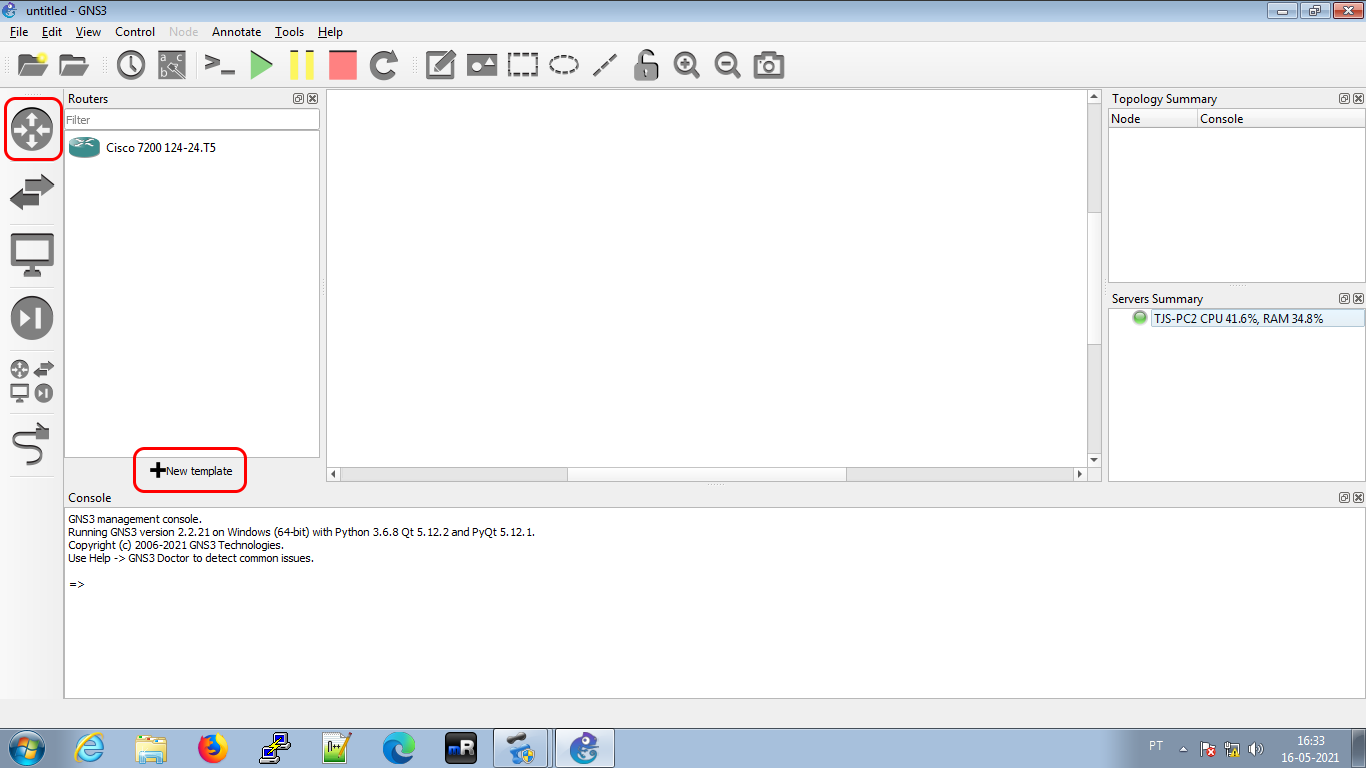 untitled - GNS3
File Edit View Control Node Annotate Tools Help
a c
b
Routers
Filter
Cisco 7200 124-24.T5
New template
Topology Summary
Node Console
Servers Summary
TJS-PC2 CPU 41.6%, RAM 34.8%
Console
GNS3 management console.
Running GNS3 version 2.2.21 on Windows (64-bit) with Python 3.6.8 Qt 5.12.2 and PyQt 5.12.1.
Copyright (c) 2006-2021 GNS3 Technologies.
Use Help -> GNS3 Doctor to detect common issues.
=>
mR
PT
16:33
16-05-2021